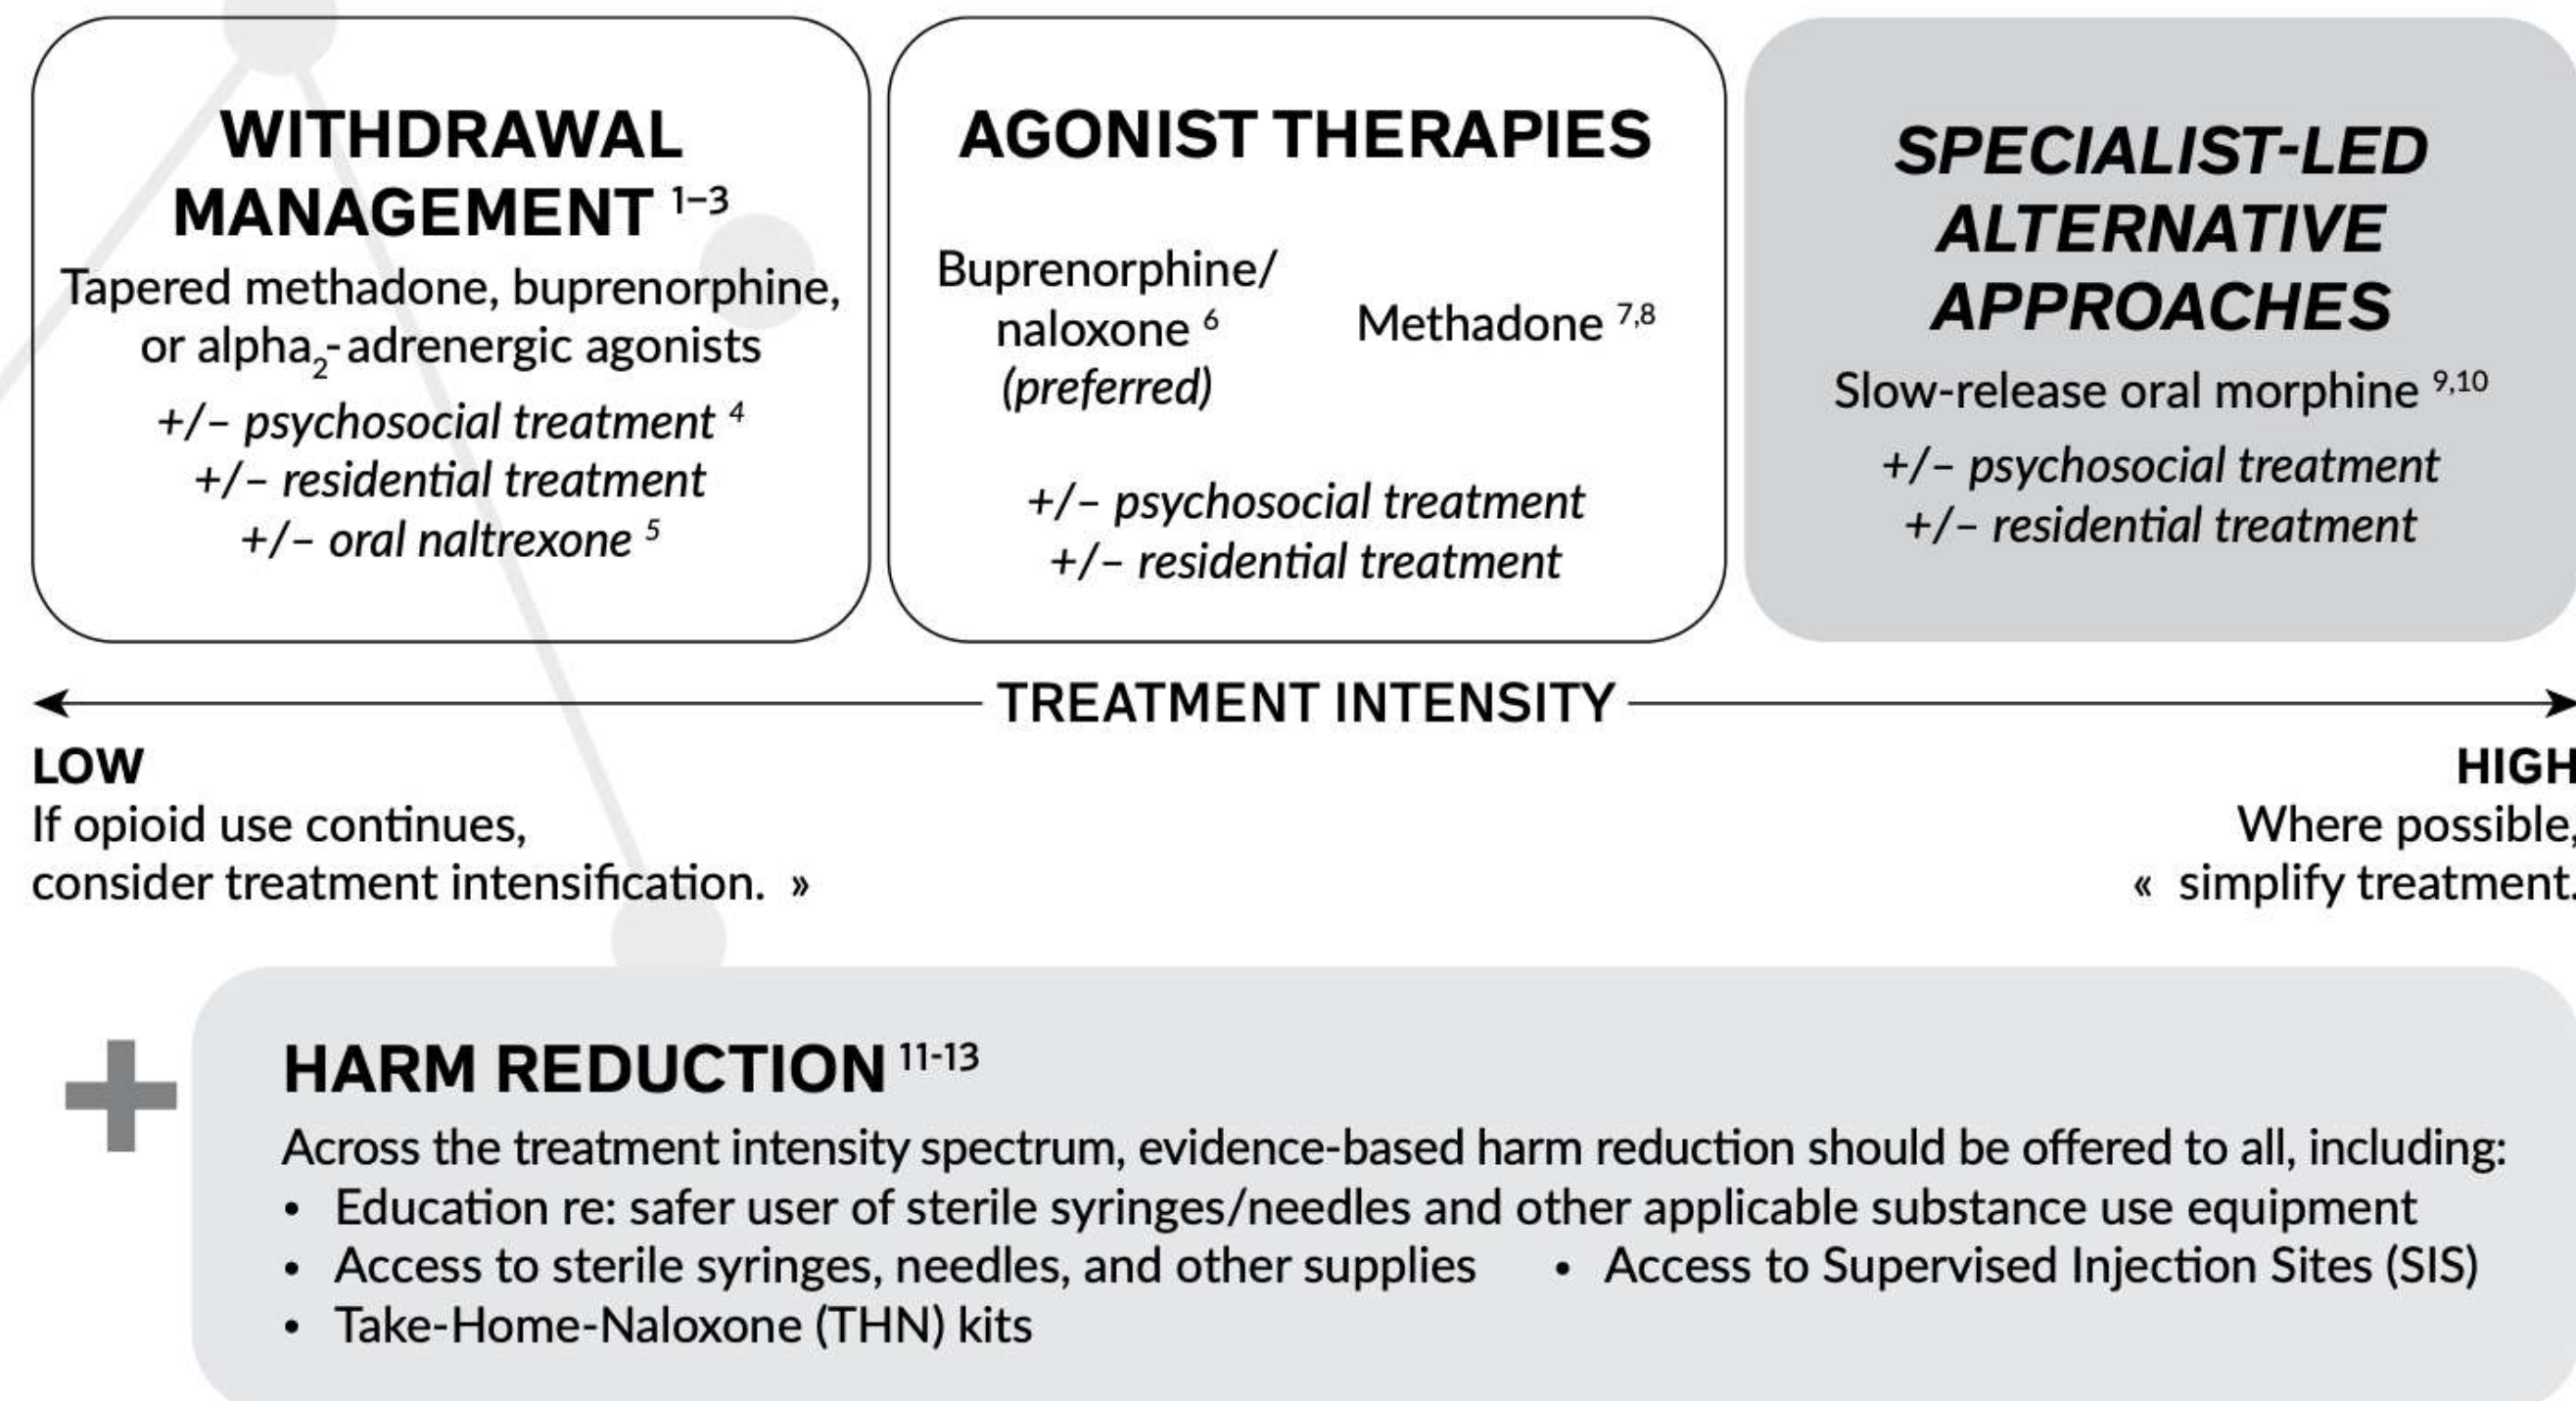 WITHDRAWAL
MANAGEMENT 1–3
Tapered methadone, buprenorphine,
or alpha2-adrenergic agonists
+/– psychosocial treatment 4
+/– residential treatment
+/– oral naltrexone 5
AGONIST THERAPIES
Buprenorphine/
naloxone 6
(preferred)
Methadone 7,8
+/– psychosocial treatment
+/– residential treatment
SPECIALIST-LED
ALTERNATIVE
APPROACHES
Slow-release oral morphine 9,10
+/– psychosocial treatment
+/– residential treatment
TREATMENT INTENSITY
LOW
If opioid use continues,
consider treatment intensification. »
HIGH
Where possible,
« simplify treatment.
HARM REDUCTION 11-13
Across the treatment intensity spectrum, evidence-based harm reduction should be offered to all, including:
• Education re: safer user of sterile syringes/needles and other applicable substance use equipment
• Access to sterile syringes, needles, and other supplies • Access to Supervised Injection Sites (SIS)
• Take-Home-Naloxone (THN) kits